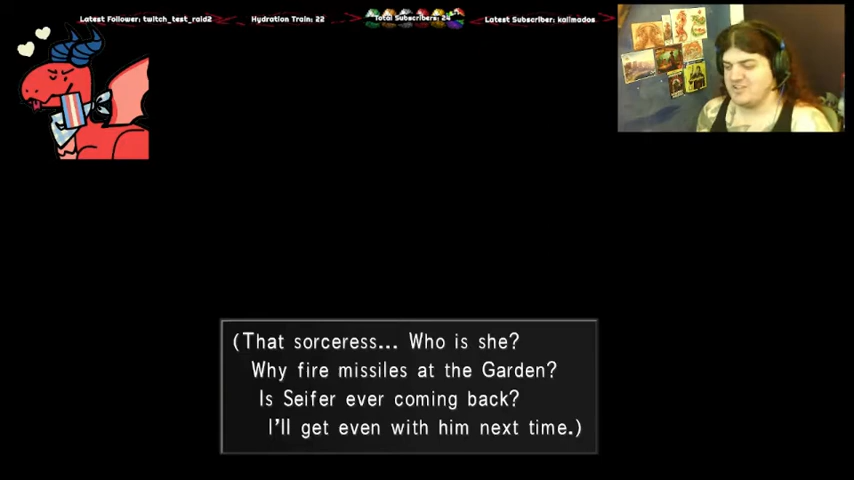 Latest Follower: twitch_test_raid2
Hydration Train: 22
Total Subscribers: 24
Latest Subscriber: kalimados
(That sorceress... Who is she?
Why fire missiles at the Garden?
Is Seifer ever coming back?
I'll get even with him next time.)